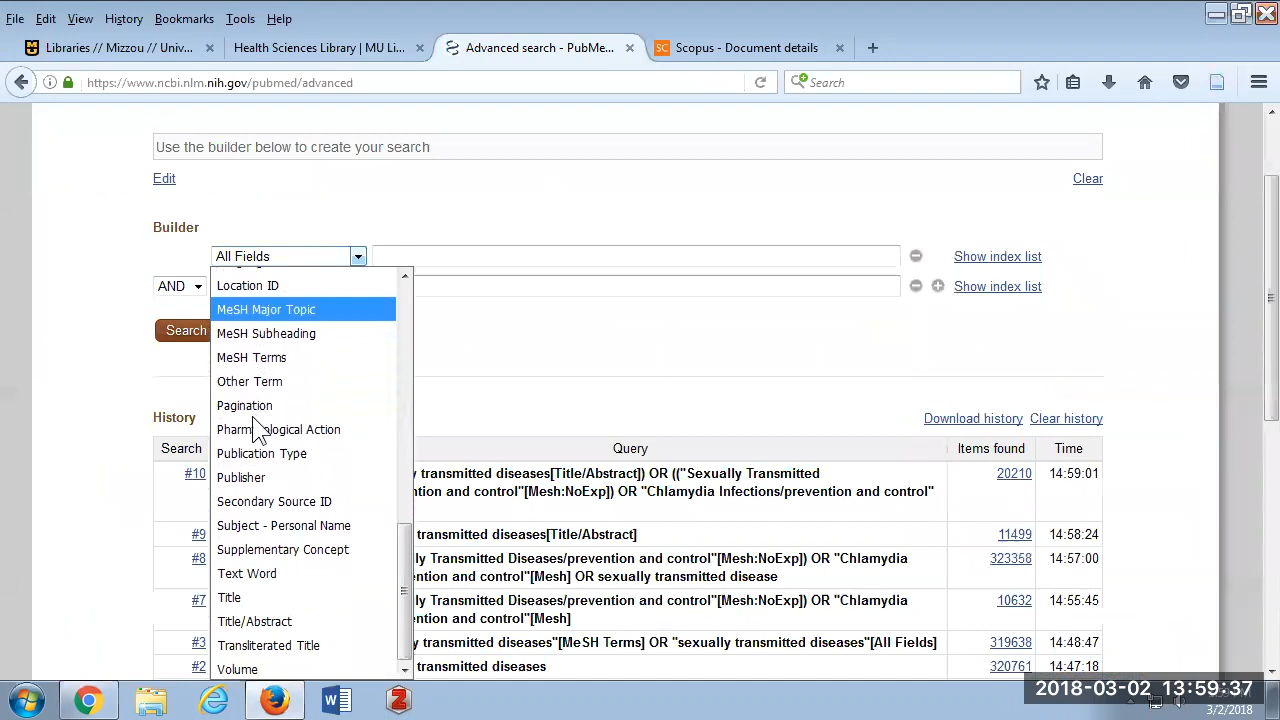 File Edit View History Bookmarks Tools Help
Libraries // Mizzou // Univ... × Health Sciences Library | MU Li... × Advanced search - PubMe... × SC Scopus - Document details ×
https://www.ncbi.nlm.nih.gov/pubmed/advanced Search
Use the builder below to create your search
Edit Clear
Builder
All Fields Show index list
Location ID
AND Show index list
MeSH Major Topic
Search
MeSH Subheading
MeSH Terms
Other Term
Pagination
History Download history Clear history
Pharmacological Action
Search Query Items found Time
Publication Type
#10 y transmitted diseases[Title/Abstract]) OR (("Sexually Transmitted 20210 14:59:01
Publisher
ntion and control"[Mesh:NoExp]) OR "Chlamydia Infections/prevention and control"
Secondary Source ID
Subject - Personal Name
#9 transmitted diseases[Title/Abstract] 11499 14:58:24
Supplementary Concept
#8 ally Transmitted Diseases/prevention and control"[Mesh:NoExp]) OR "Chlamydia 323358 14:57:00
ention and control"[Mesh] OR sexually transmitted disease
Text Word
Title
#7 ally Transmitted Diseases/prevention and control"[Mesh:NoExp]) OR "Chlamydia 10632 14:55:45
ention and control"[Mesh]
Title/Abstract
#3 y transmitted diseases"[MeSH Terms] OR "sexually transmitted diseases"[All Fields] 319638 14:48:47
Transliterated Title
#2 transmitted diseases 320761 14:47:18
Volume
2018-03-02 13:59:37
3/2/2018